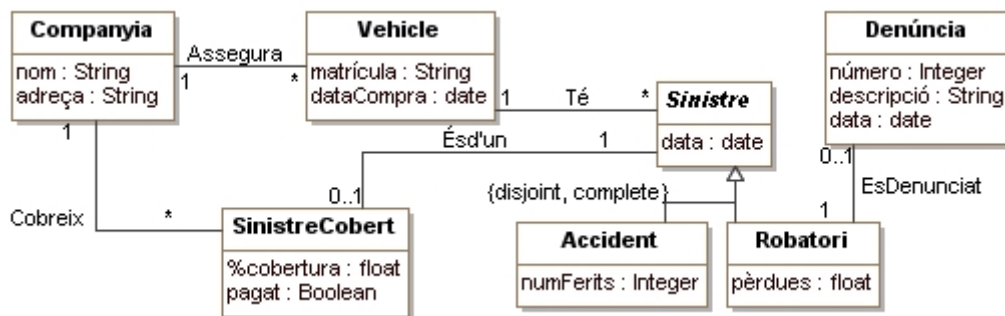 Companyia
nom : String
adreça : String
Assegura
1
*
Vehicle
matrícula : String
dataCompra : date
1
Té
*
Sinistre
data : date
Denúncia
número : Integer
descripció : String
data : date
0..1
EsDenunciat
1
1
Cobreix
*
Ésd'un
1
0..1
SinistreCobert
%cobertura : float
pagat : Boolean
{disjoint, complete}
Accident
numFerits : Integer
Robatori
pèrdues : float